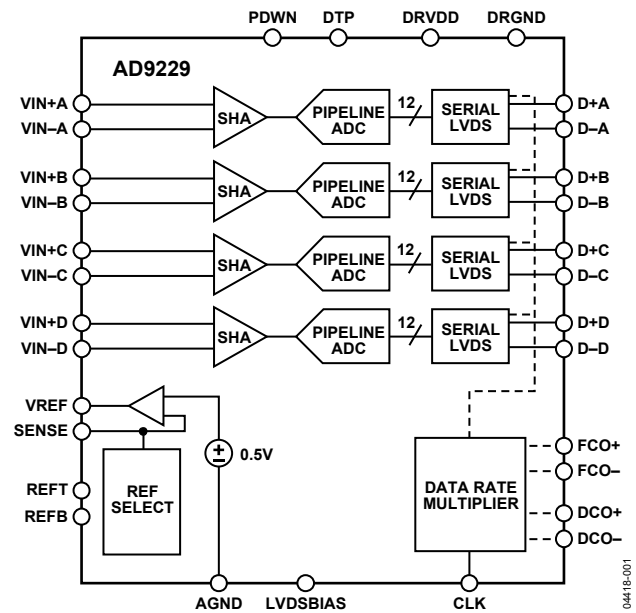 PDWN DTP DRVDD DRGND
AD9229
VIN+A SHA PIPELINE ADC 12 SERIAL LVDS D+A
VIN–A D–A
VIN+B SHA PIPELINE ADC 12 SERIAL LVDS D+B
VIN–B D–B
VIN+C SHA PIPELINE ADC 12 SERIAL LVDS D+C
VIN–C D–C
VIN+D SHA PIPELINE ADC 12 SERIAL LVDS D+D
VIN–D D–D
VREF
SENSE
+
–
0.5V
REFT
REFB
REF
SELECT
DATA RATE
MULTIPLIER
FCO+
FCO–
DCO+
DCO–
AGND LVDSBIAS CLK
04418-001